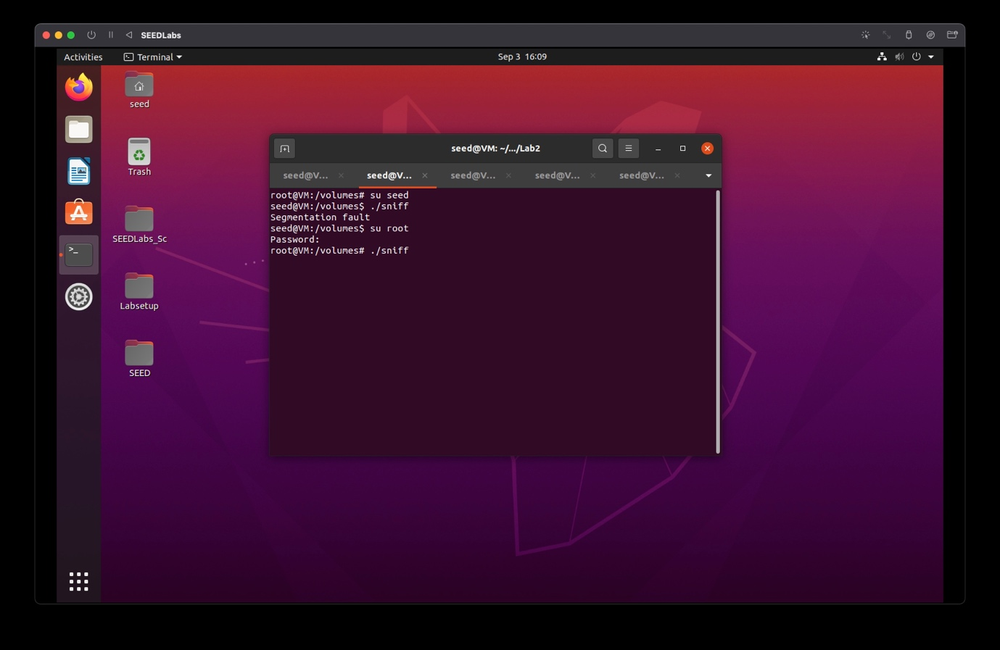 SEEDLabs
Activities
Terminal
Sep 3 16:09
seed
Trash
SEEDLabs_Sc
Labsetup
SEED
seed@VM: ~/.../Lab2
seed@V...
seed@V...
seed@V...
seed@V...
seed@V...
root@VM:/volumes# su seed
seed@VM:/volumes$ ./sniff
Segmentation fault
seed@VM:/volumes$ su root
Password:
root@VM:/volumes# ./sniff